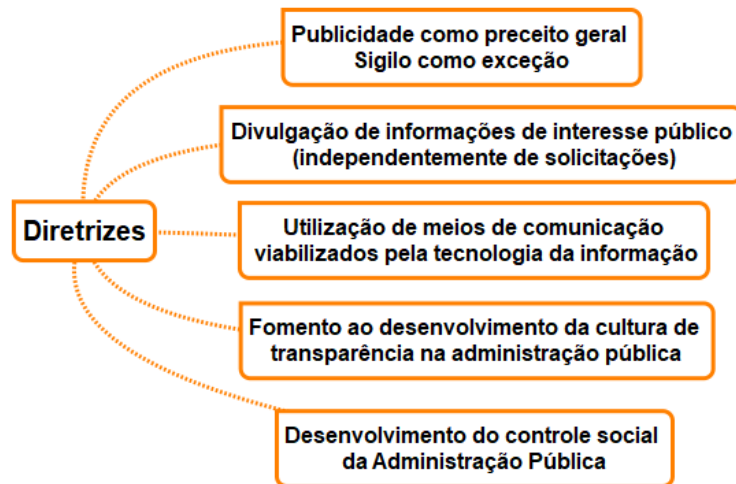 Publicidade como preceito geral
Sigilo como exceção
Divulgação de informações de interesse público
(independentemente de solicitações)
Diretrizes
Utilização de meios de comunicação
viabilizados pela tecnologia da informação
Fomento ao desenvolvimento da cultura de
transparência na administração pública
Desenvolvimento do controle social
da Administração Pública